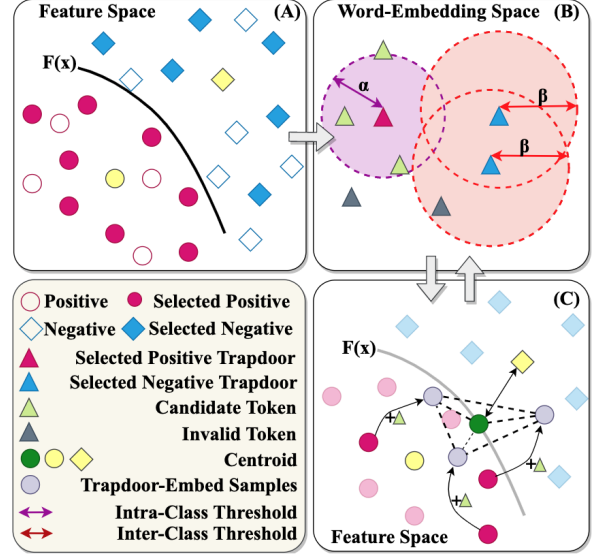 Feature Space (A)
F(x)
Word-Embedding Space (B)
α
β
β
Positive Selected Positive
Negative Selected Negative
Selected Positive Trapdoor
Selected Negative Trapdoor
Candidate Token
Invalid Token
Centroid
Trapdoor-Embed Samples
Intra-Class Threshold
Inter-Class Threshold
(C)
F(x)
+
+
+
Feature Space